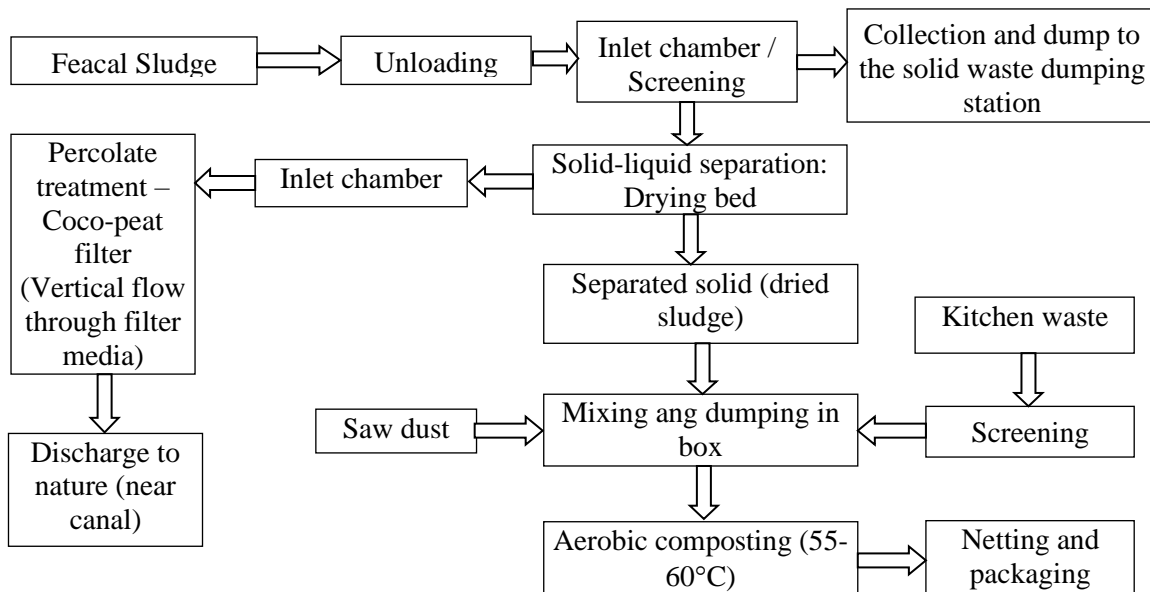 Feacal Sludge
Unloading
Inlet chamber /
Screening
Collection and dump to
the solid waste dumping
station
Percolate
treatment –
Coco-peat
filter
(Vertical flow
through filter
media)
Inlet chamber
Solid-liquid separation:
Drying bed
Separated solid (dried
sludge)
Kitchen waste
Saw dust
Mixing ang dumping in
box
Screening
Discharge to
nature (near
canal)
Aerobic composting (55-
60°C)
Netting and
packaging